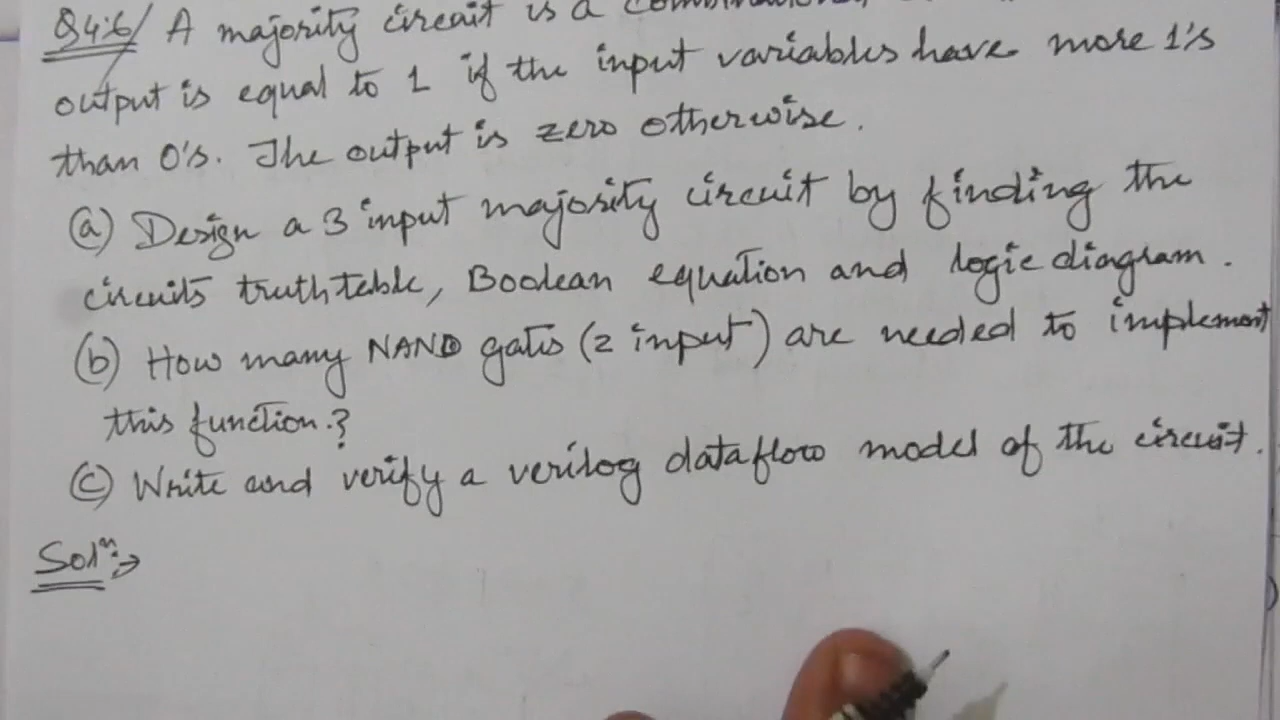 Q4.6/ A majority circuit is a
output is equal to 1 if the input variables have more 1's
than 0's. The output is zero otherwise.
(a) Design a 3 input majority circuit by finding the
circuits truthtable, Boolean equation and logic diagram.
(b) How many NAND gates (2 input) are needed to implement
this function.?
(c) Write and verify a verilog dataflow model of the circuit.
Solⁿ:→